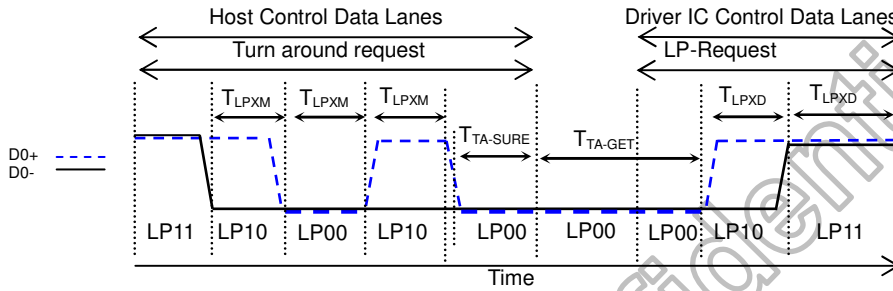 Host Control Data Lanes
Driver IC Control Data Lanes
Turn around request
LP-Request
TLPXM
TLPXM
TLPXM
TLPXD
TLPXD
TTA-SURE
TTA-GET
D0+
D0-
LP11
LP10
LP00
LP10
LP00
LP00
LP00
LP10
LP11
Time